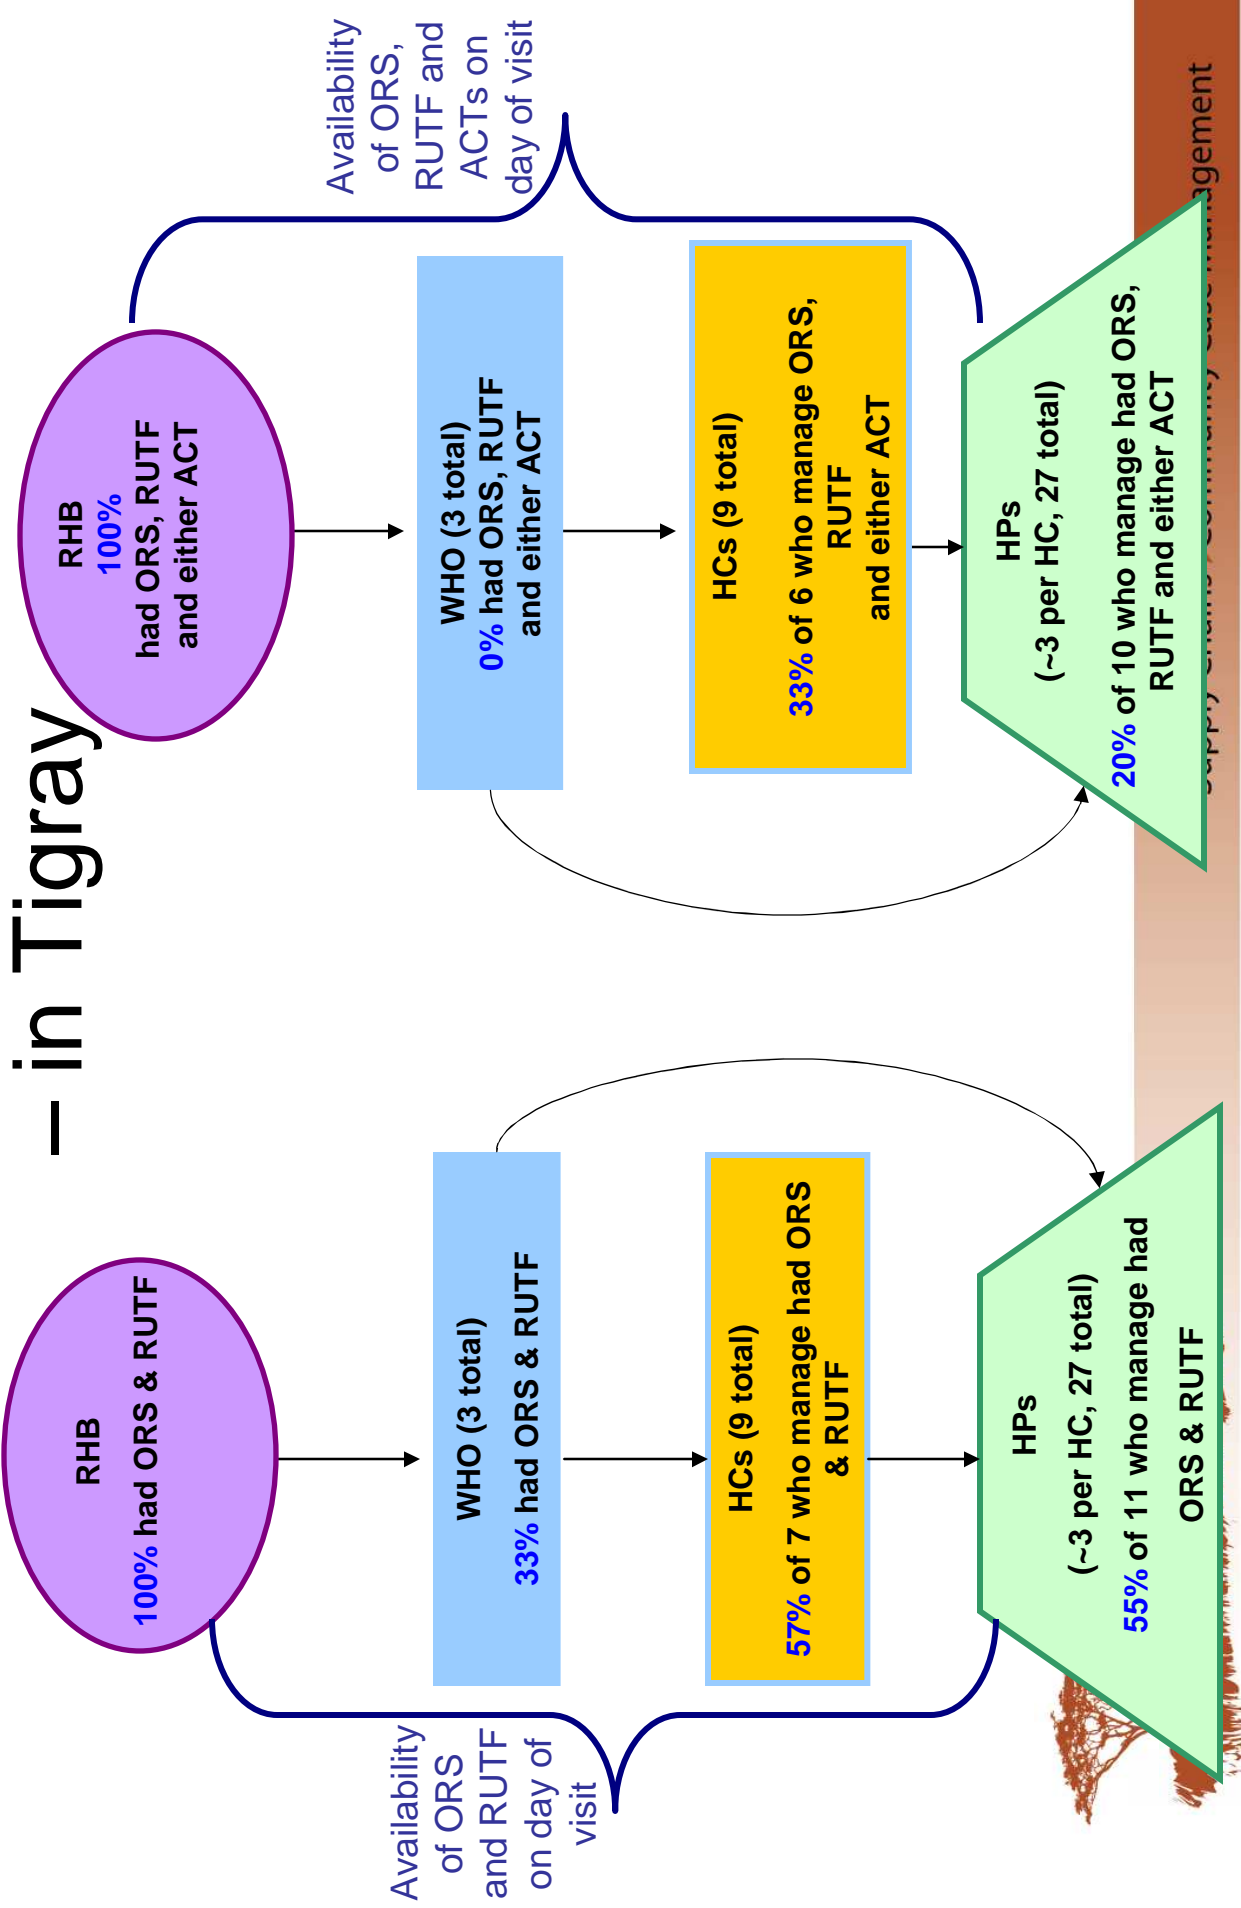 – in Tigray
Availability
of ORS
and RUTF
on day of
visit
RHB
100% had ORS & RUTF
WHO (3 total)
33% had ORS & RUTF
HCs (9 total)
57% of 7 who manage had ORS
& RUTF
HPs
(~3 per HC, 27 total)
55% of 11 who manage had
ORS & RUTF
RHB
100%
had ORS, RUTF
and either ACT
WHO (3 total)
0% had ORS, RUTF
and either ACT
HCs (9 total)
33% of 6 who manage ORS,
RUTF
and either ACT
HPs
(~3 per HC, 27 total)
20% of 10 who manage had ORS,
RUTF and either ACT
Availability
of ORS,
RUTF and
ACTs on
day of visit